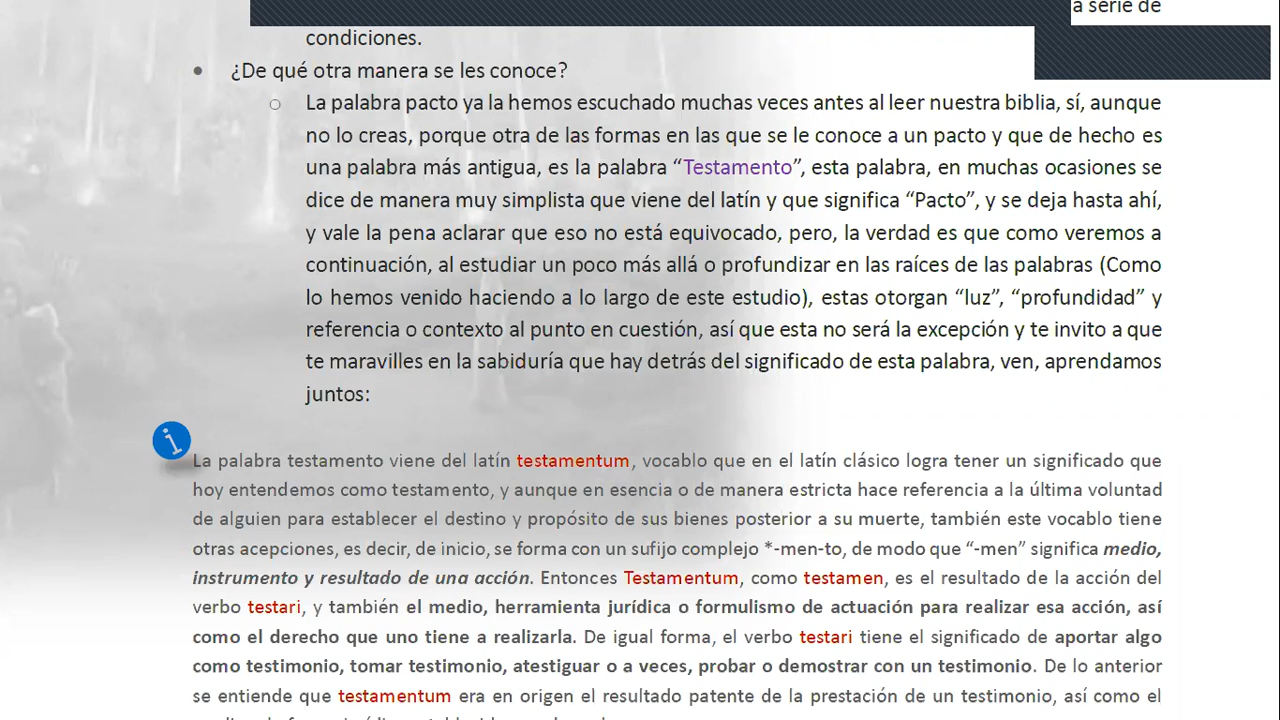 a serie de
condiciones.
• ¿De qué otra manera se les conoce?
○ La palabra pacto ya la hemos escuchado muchas veces antes al leer nuestra biblia, sí, aunque
no lo creas, porque otra de las formas en las que se le conoce a un pacto y que de hecho es
una palabra más antigua, es la palabra “Testamento”, esta palabra, en muchas ocasiones se
dice de manera muy simplista que viene del latín y que significa “Pacto”, y se deja hasta ahí,
y vale la pena aclarar que eso no está equivocado, pero, la verdad es que como veremos a
continuación, al estudiar un poco más allá o profundizar en las raíces de las palabras (Como
lo hemos venido haciendo a lo largo de este estudio), estas otorgan “luz”, “profundidad” y
referencia o contexto al punto en cuestión, así que esta no será la excepción y te invito a que
te maravilles en la sabiduría que hay detrás del significado de esta palabra, ven, aprendamos
juntos:
La palabra testamento viene del latín testamentum, vocablo que en el latín clásico logra tener un significado que
hoy entendemos como testamento, y aunque en esencia o de manera estricta hace referencia a la última voluntad
de alguien para establecer el destino y propósito de sus bienes posterior a su muerte, también este vocablo tiene
otras acepciones, es decir, de inicio, se forma con un sufijo complejo *-men-to, de modo que “-men” significa medio,
instrumento y resultado de una acción. Entonces Testamentum, como testamen, es el resultado de la acción del
verbo testari, y también el medio, herramienta jurídica o formulismo de actuación para realizar esa acción, así
como el derecho que uno tiene a realizarla. De igual forma, el verbo testari tiene el significado de aportar algo
como testimonio, tomar testimonio, atestiguar o a veces, probar o demostrar con un testimonio. De lo anterior
se entiende que testamentum era en origen el resultado patente de la prestación de un testimonio, así como el